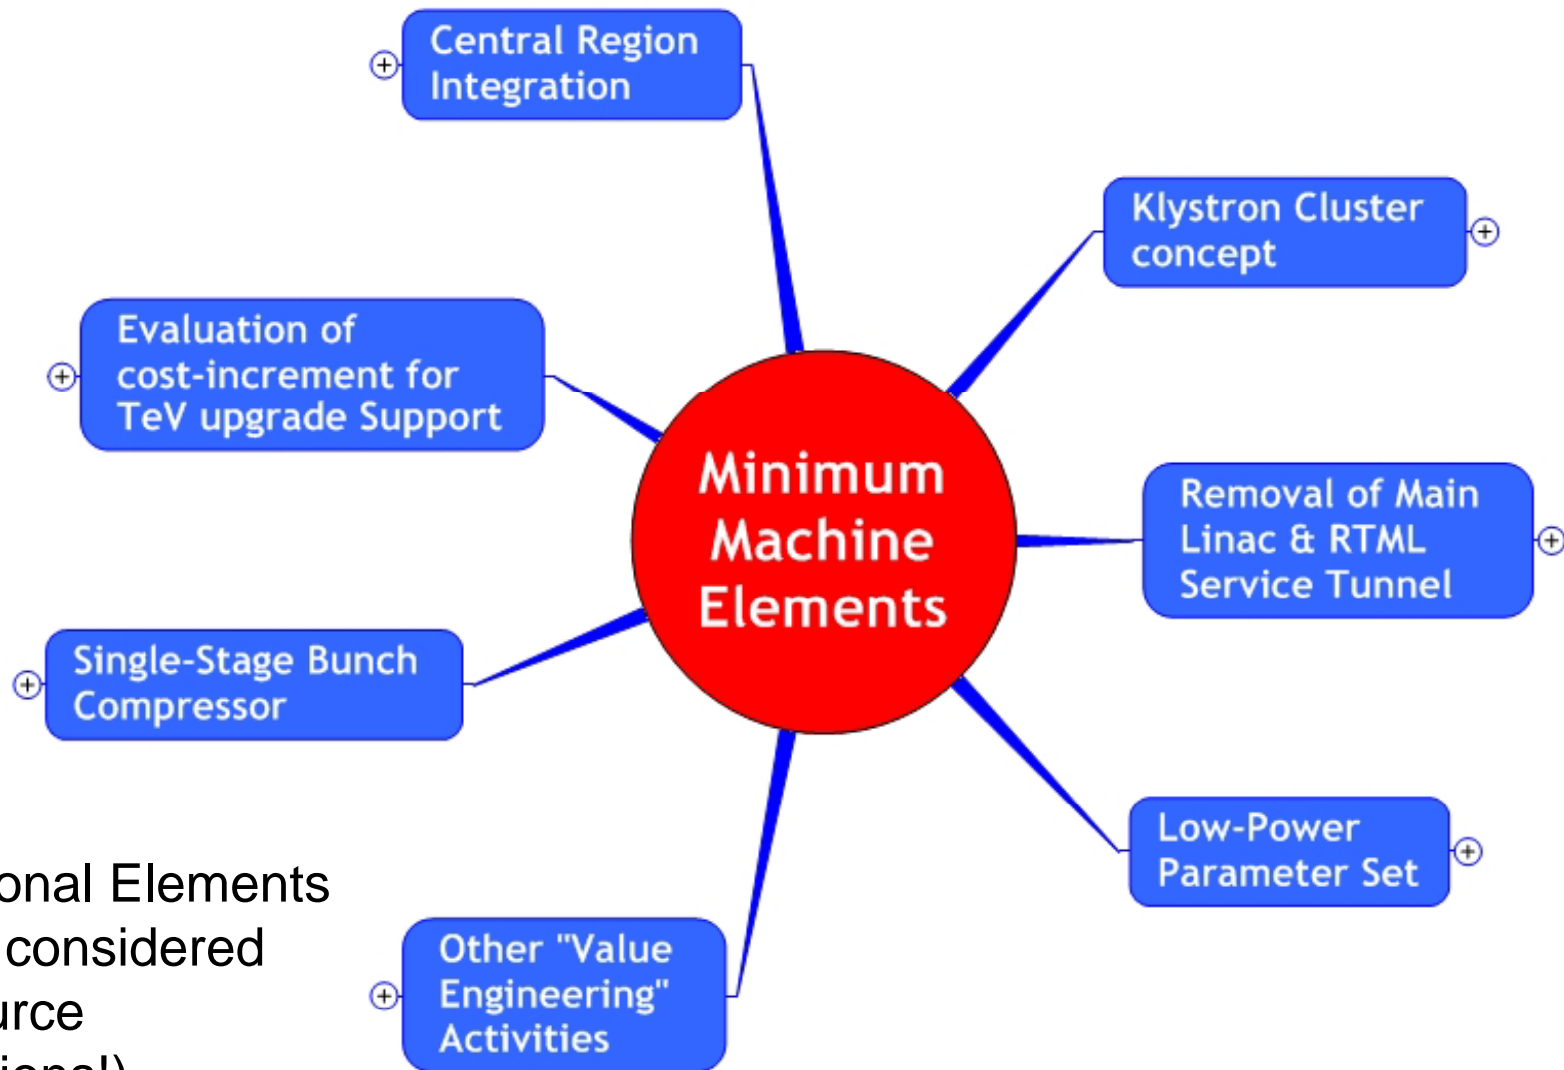 Central Region
Integration
Klystron Cluster
concept
Evaluation of
cost-increment for
TeV upgrade Support
Minimum
Machine
Elements
Removal of Main
Linac & RTML
Service Tunnel
Single-Stage Bunch
Compressor
Low-Power
Parameter Set
Other "Value
Engineering"
Activities
onal Elements
considered
urce